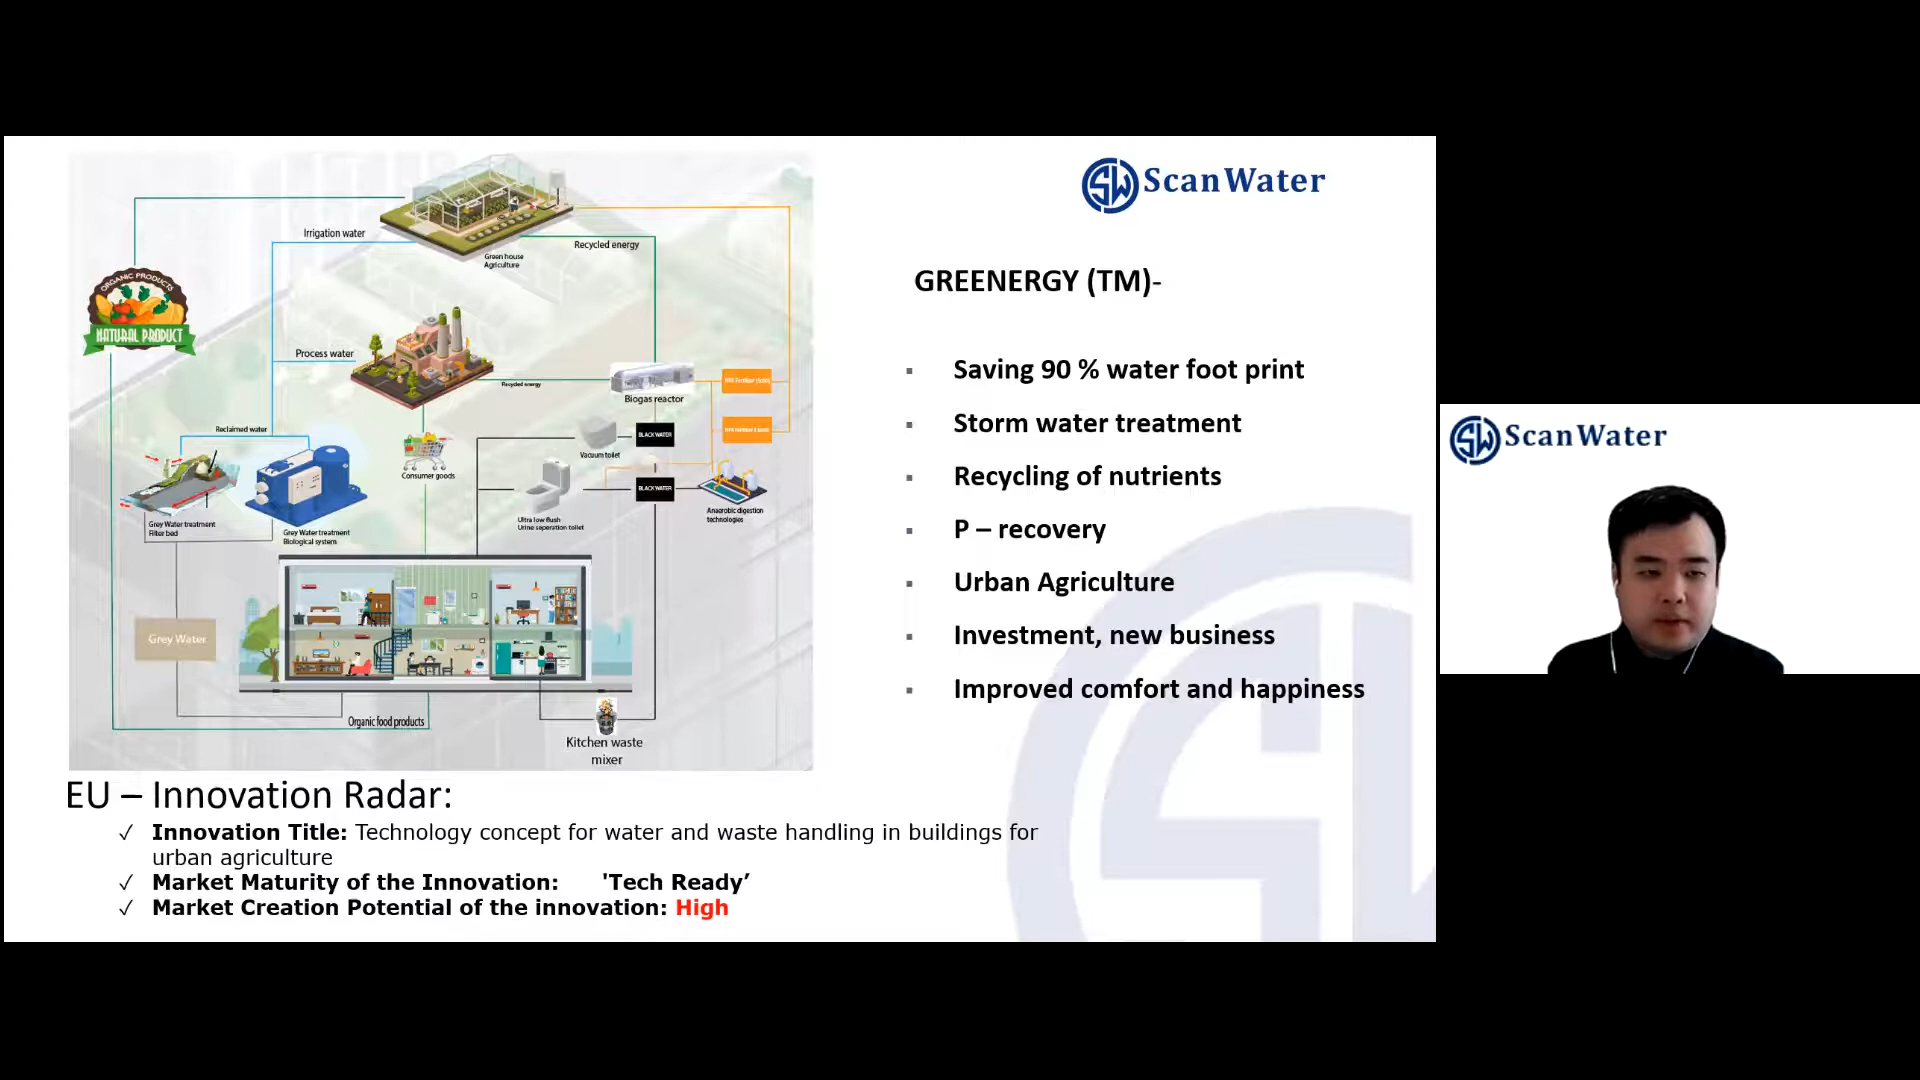 ScanWater
Irrigation water
Recycled energy
Green house
Agriculture
ORGANIC PRODUCTS
NATURAL PRODUCT
Process water
Recycled energy
Biogas reactor
Reclaimed water
BLACK WATER
Vacuum toilet
Consumer goods
BLACK WATER
Grey Water treatment
Filter bed
Grey Water treatment
Biological system
Ultra low flush
Urine seperation toilet
Anaerobic digestion
technologies
Grey Water
Organic food products
Kitchen waste
mixer
GREENERGY (TM)-
▪ Saving 90 % water foot print
▪ Storm water treatment
▪ Recycling of nutrients
▪ P – recovery
▪ Urban Agriculture
▪ Investment, new business
▪ Improved comfort and happiness
EU – Innovation Radar:
✓ Innovation Title: Technology concept for water and waste handling in buildings for
urban agriculture
✓ Market Maturity of the Innovation: 'Tech Ready’
✓ Market Creation Potential of the innovation: High
ScanWater